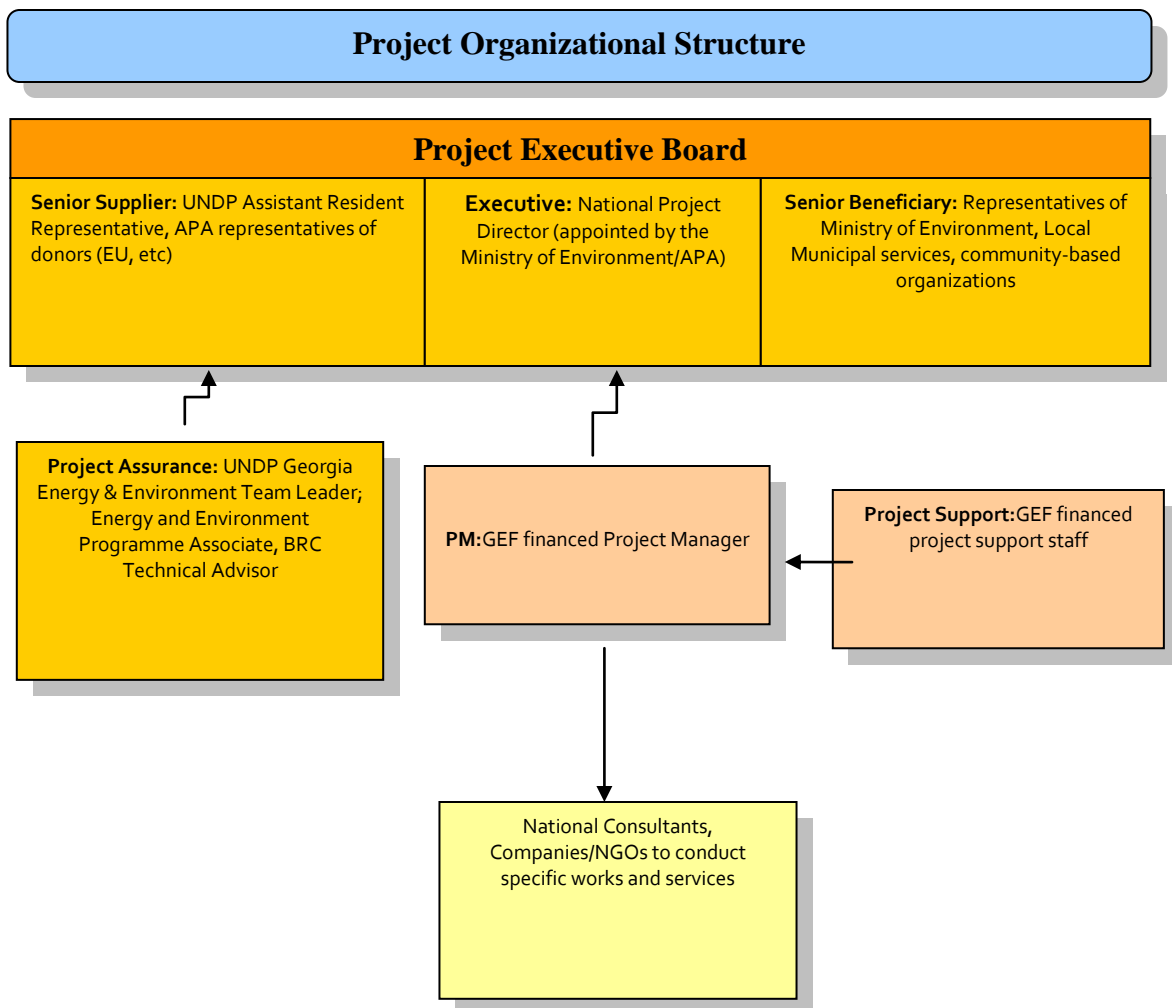 Project Organizational Structure
Project Executive Board
Senior Supplier: UNDP Assistant Resident
Representative, APA representatives of
donors (EU, etc)
Executive: National Project
Director (appointed by the
Ministry of Environment/APA)
Senior Beneficiary: Representatives of
Ministry of Environment, Local
Municipal services, community-based
organizations
Project Assurance: UNDP Georgia
Energy & Environment Team Leader;
Energy and Environment
Programme Associate, BRC
Technical Advisor
PM:GEF financed Project Manager
Project Support:GEF financed
project support staff
National Consultants,
Companies/NGOs to conduct
specific works and services